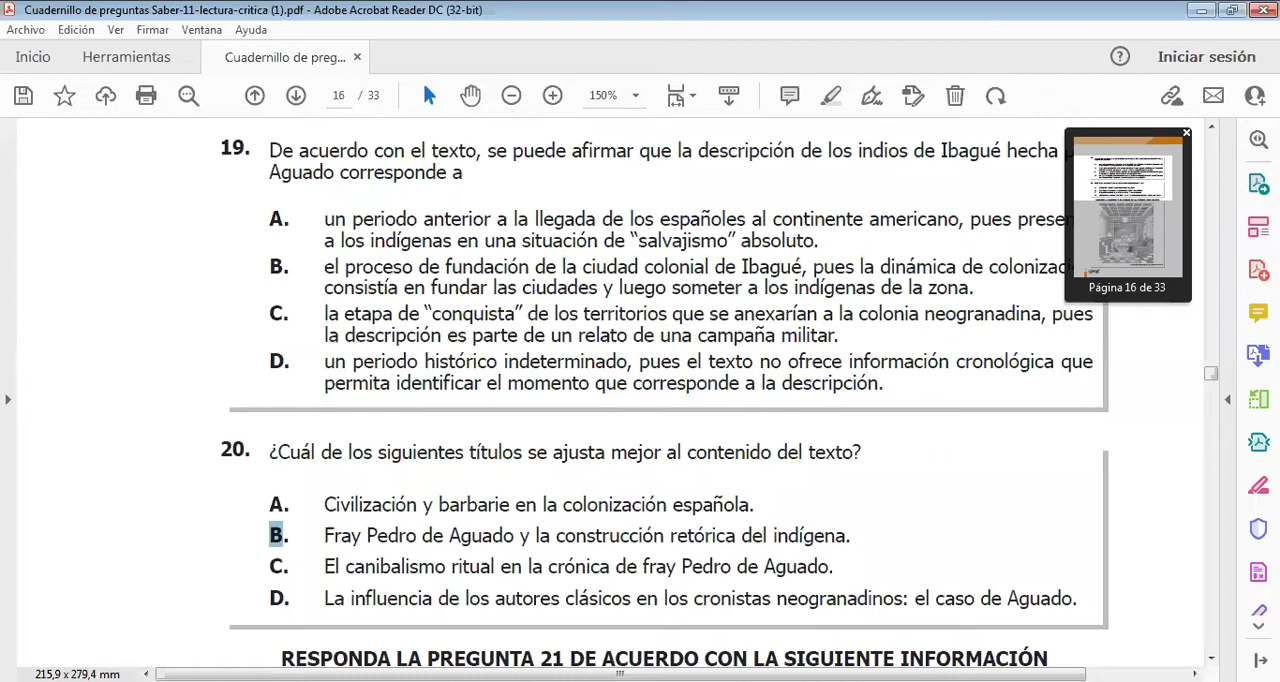 Cuadernillo de preguntas Saber-11-lectura-critica (1).pdf - Adobe Acrobat Reader DC (32-bit)
Archivo Edición Ver Firmar Ventana Ayuda
Inicio Herramientas Cuadernillo de preg... × Iniciar sesión
16 / 33 150%
19. De acuerdo con el texto, se puede afirmar que la descripción de los indios de Ibagué hecha
Aguado corresponde a
A. un periodo anterior a la llegada de los españoles al continente americano, pues
a los indígenas en una situación de “salvajismo” absoluto.
B. el proceso de fundación de la ciudad colonial de Ibagué, pues la dinámica de
consistía en fundar las ciudades y luego someter a los indígenas de la zona.
Página 16 de 33
C. la etapa de “conquista” de los territorios que se anexarían a la colonia neogranadina, pues
la descripción es parte de un relato de una campaña militar.
D. un periodo histórico indeterminado, pues el texto no ofrece información cronológica que
permita identificar el momento que corresponde a la descripción.
20. ¿Cuál de los siguientes títulos se ajusta mejor al contenido del texto?
A. Civilización y barbarie en la colonización española.
B. Fray Pedro de Aguado y la construcción retórica del indígena.
C. El canibalismo ritual en la crónica de fray Pedro de Aguado.
D. La influencia de los autores clásicos en los cronistas neogranadinos: el caso de Aguado.
RESPONDA LA PREGUNTA 21 DE ACUERDO CON LA SIGUIENTE INFORMACIÓN
215,9 x 279,4 mm